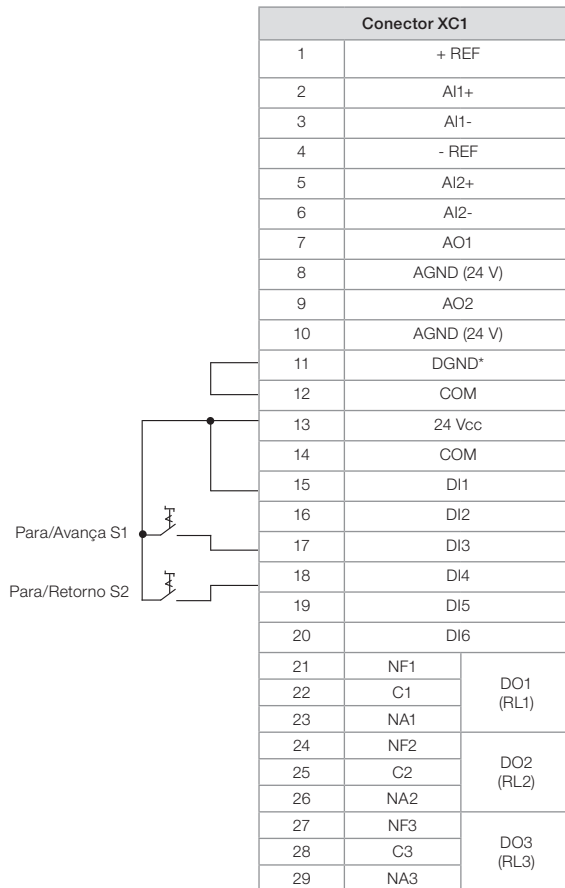 Conector XC1
1 + REF
2 AI1+
3 AI1-
4 - REF
5 AI2+
6 AI2-
7 AO1
8 AGND (24 V)
9 AO2
10 AGND (24 V)
11 DGND*
12 COM
13 24 Vcc
14 COM
15 DI1
16 DI2
Para/Avança S1
17 DI3
18 DI4
Para/Retorno S2
19 DI5
20 DI6
21 NF1
22 C1
23 NA1
DO1
(RL1)
24 NF2
25 C2
26 NA2
DO2
(RL2)
27 NF3
28 C3
29 NA3
DO3
(RL3)